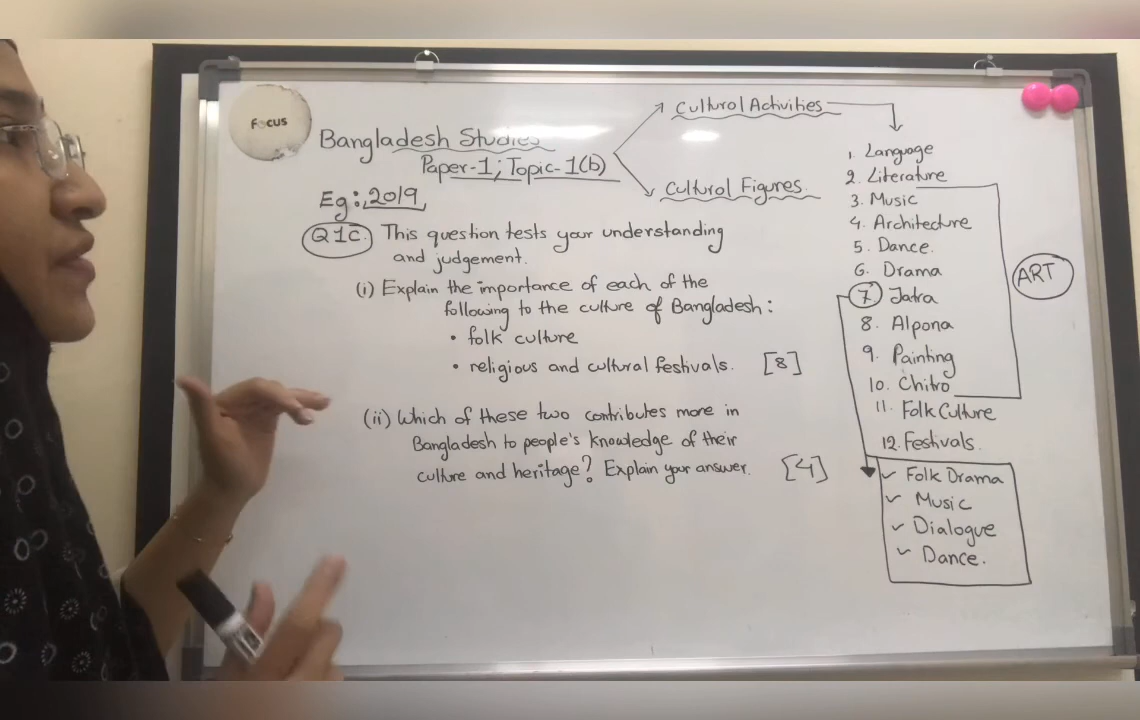 FOCUS
Bangladesh Studies
Paper-1; Topic-1(b)
Cultural Activities
Cultural Figures
Eg: 2019
Q1c. This question tests your understanding
and judgement.
(i) Explain the importance of each of the
following to the culture of Bangladesh:
• folk culture
• religious and cultural festivals. [8]
(ii) Which of these two contributes more in
Bangladesh to people's knowledge of their
culture and heritage? Explain your answer. [4]
1. Language
2. Literature
3. Music
4. Architecture
5. Dance.
6. Drama
7. Jatra
8. Alpona
9. Painting
10. Chitro
11. Folk Culture
12. Festivals.
ART
✓ Folk Drama
✓ Music
✓ Dialogue
✓ Dance.